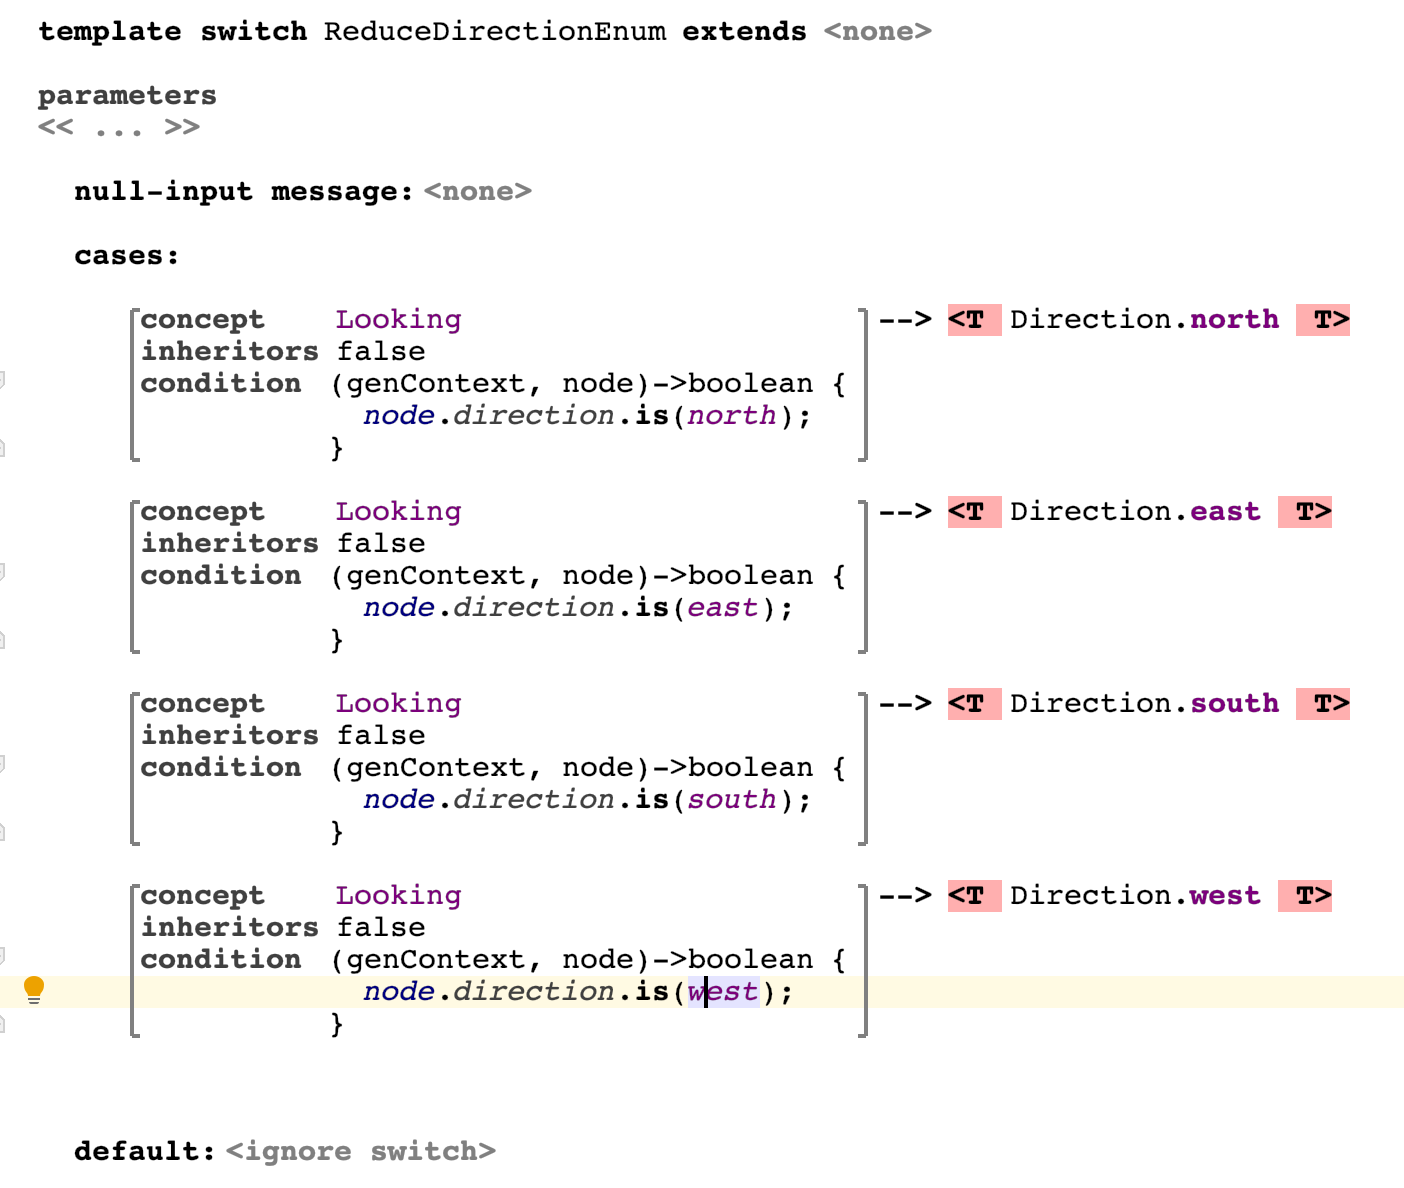 template switch ReduceDirectionEnum extends <none>
parameters
<< ... >>
null-input message: <none>
cases:
concept Looking --> <T Direction.north T>
inheritors false
condition (genContext, node)->boolean {
node.direction.is(north);
}
concept Looking --> <T Direction.east T>
inheritors false
condition (genContext, node)->boolean {
node.direction.is(east);
}
concept Looking --> <T Direction.south T>
inheritors false
condition (genContext, node)->boolean {
node.direction.is(south);
}
concept Looking --> <T Direction.west T>
inheritors false
condition (genContext, node)->boolean {
node.direction.is(west);
}
default: <ignore switch>